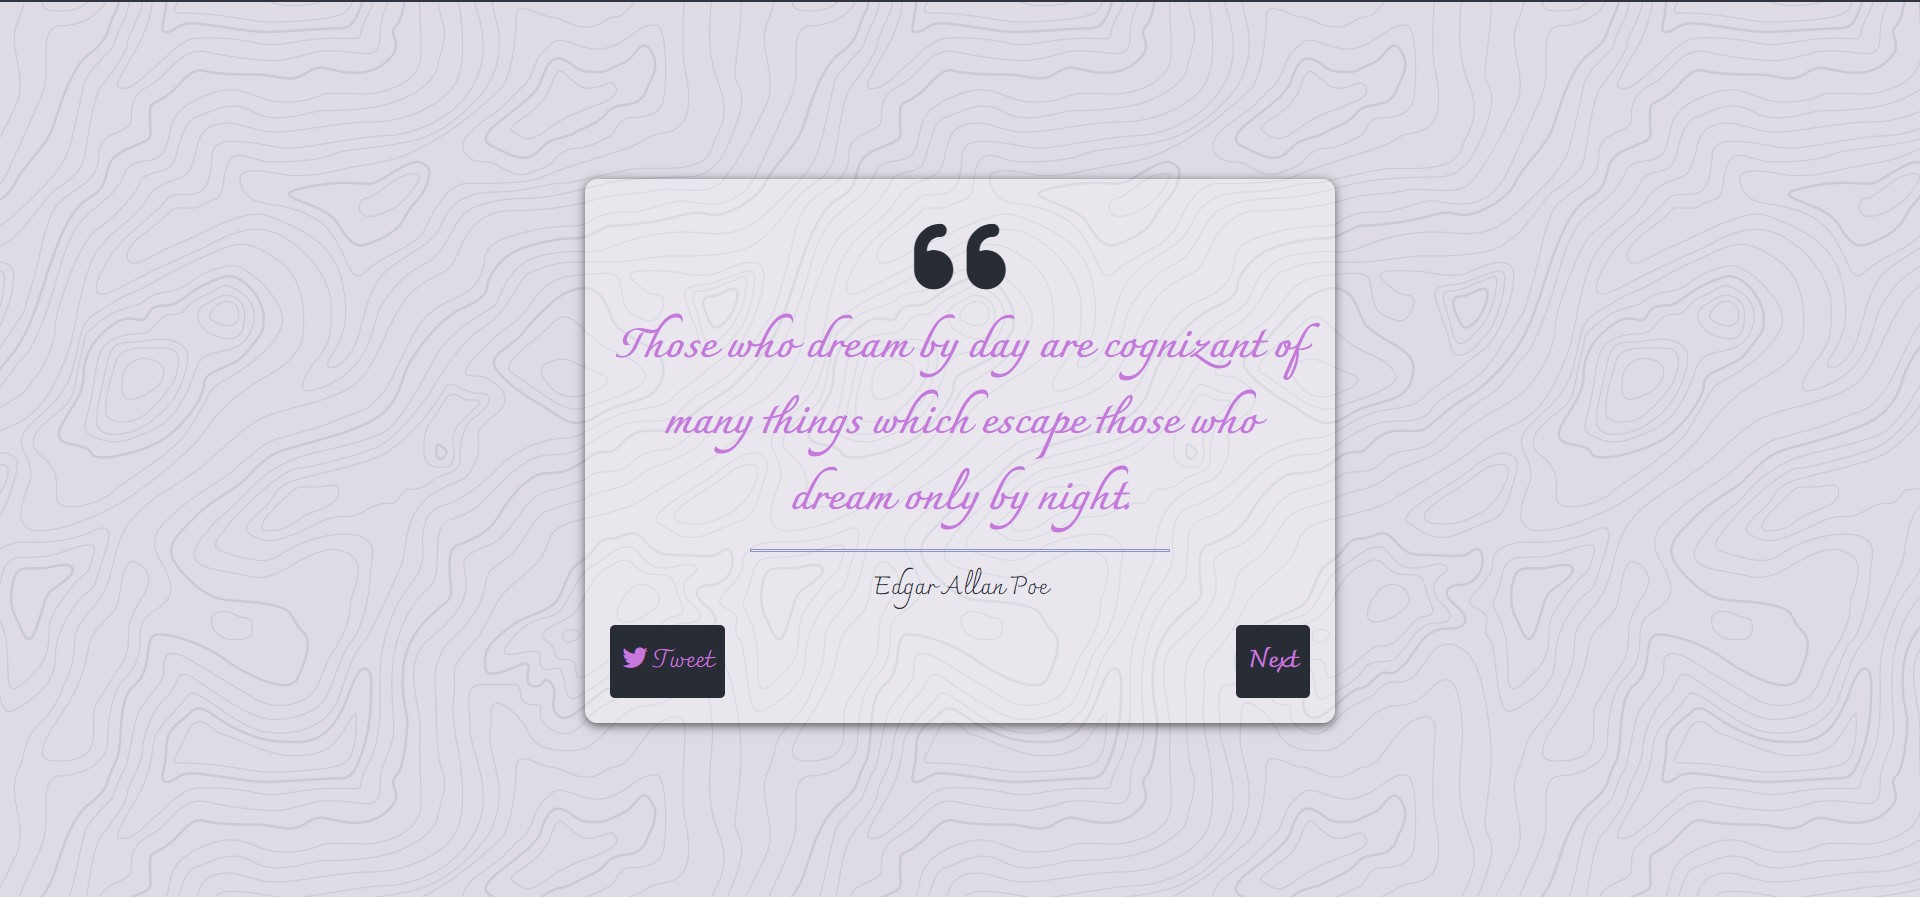 Those who dream by day are cognizant of
many things which escape those who
dream only by night.
Edgar Allan Poe
Tweet
Next